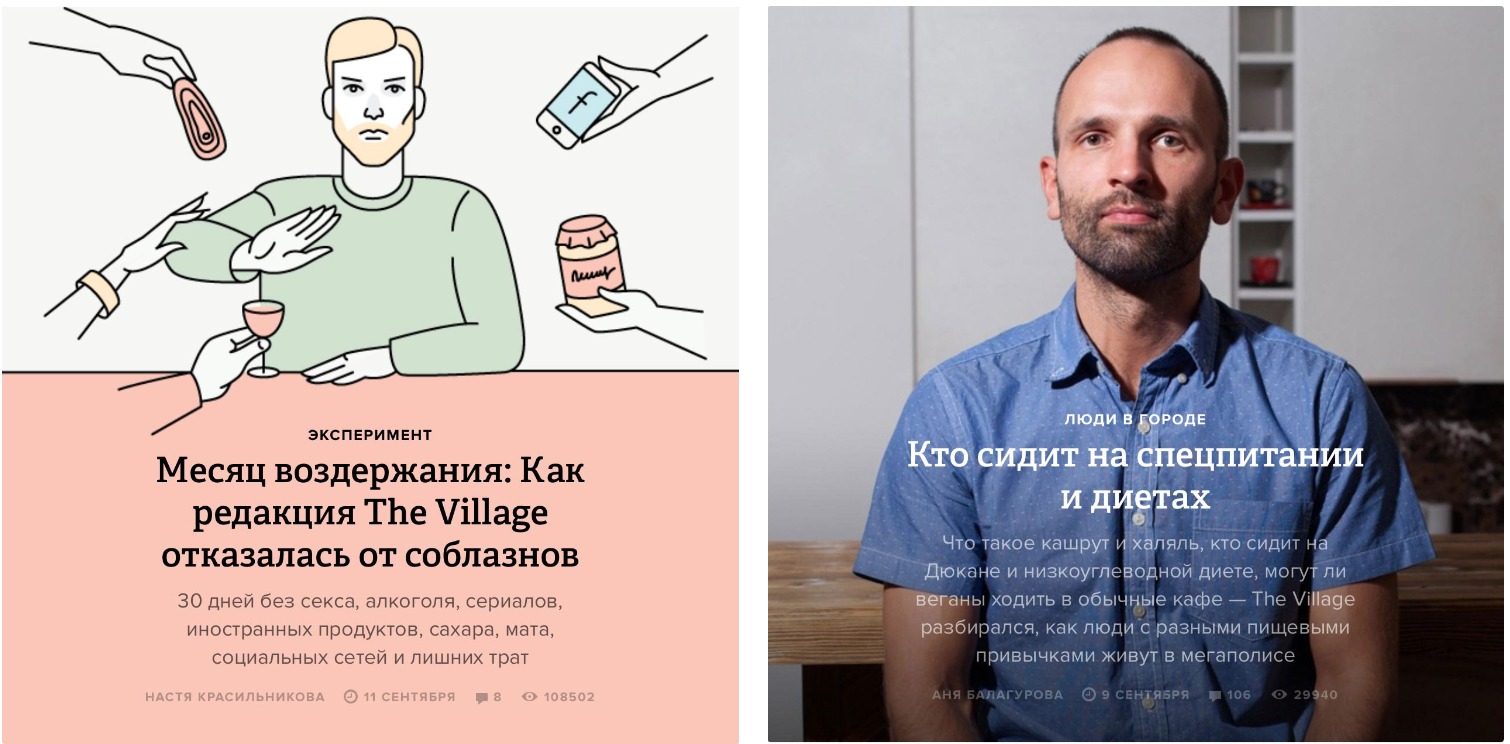 ЭКСПЕРИМЕНТ
Месяц воздержания: Как
редакция The Village
отказалась от соблазнов
30 дней без секса, алкоголя, сериалов,
иностранных продуктов, сахара, мата,
социальных сетей и лишних трат
НАСТЯ КРАСИЛЬНИКОВА 11 СЕНТЯБРЯ 8 108502
ЛЮДИ В ГОРОДЕ
Кто сидит на спецпитании
и диетах
Что такое кашрут и халяль, кто сидит на
Дюкане и низкоуглеводной диете, могут ли
веганы ходить в обычные кафе — The Village
разбирался, как люди с разными пищевыми
привычками живут в мегаполисе
АНЯ БАЛАГУРОВА 9 СЕНТЯБРЯ 106 29940